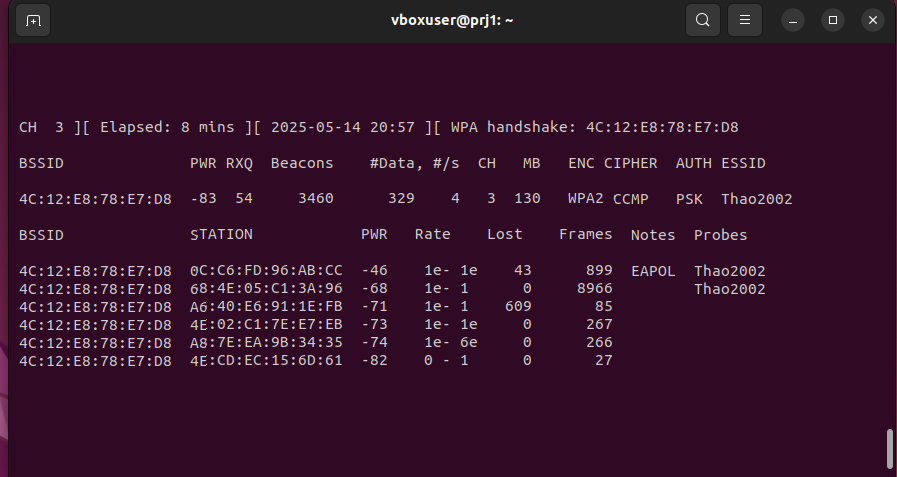 vboxuser@prj1: ~
CH  3 ][ Elapsed: 8 mins ][ 2025-05-14 20:57 ][ WPA handshake: 4C:12:E8:78:E7:D8
BSSID              PWR RXQ  Beacons    #Data, #/s  CH   MB   ENC CIPHER  AUTH ESSID
4C:12:E8:78:E7:D8  -83  54     3460      329    4   3  130   WPA2 CCMP   PSK  Thao2002
BSSID              STATION            PWR   Rate    Lost    Frames  Notes  Probes
4C:12:E8:78:E7:D8  0C:C6:FD:96:AB:CC  -46    1e- 1e    43      899  EAPOL  Thao2002
4C:12:E8:78:E7:D8  68:4E:05:C1:3A:96  -68    1e- 1      0     8966         Thao2002
4C:12:E8:78:E7:D8  A6:40:E6:91:1E:FB  -71    1e- 1    609       85
4C:12:E8:78:E7:D8  4E:02:C1:7E:E7:EB  -73    1e- 1e     0      267
4C:12:E8:78:E7:D8  A8:7E:EA:9B:34:35  -74    1e- 6e     0      266
4C:12:E8:78:E7:D8  4E:CD:EC:15:6D:61  -82    0 - 1      0       27